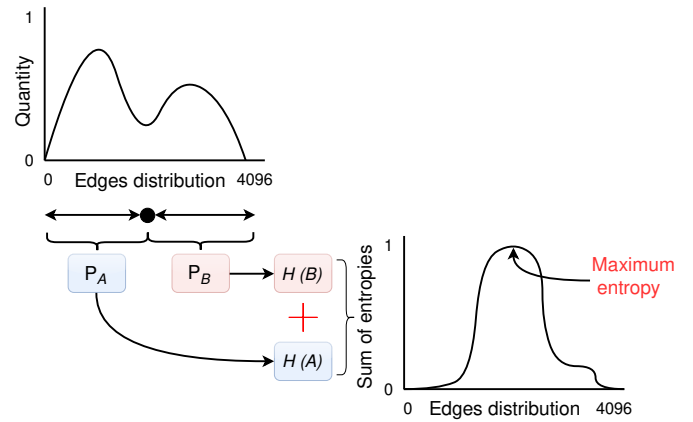 1
Quantity
0
0 Edges distribution 4096
P_A
P_B
H (B)
+
H (A)
1
Sum of entropies
Maximum
entropy
0
0 Edges distribution 4096